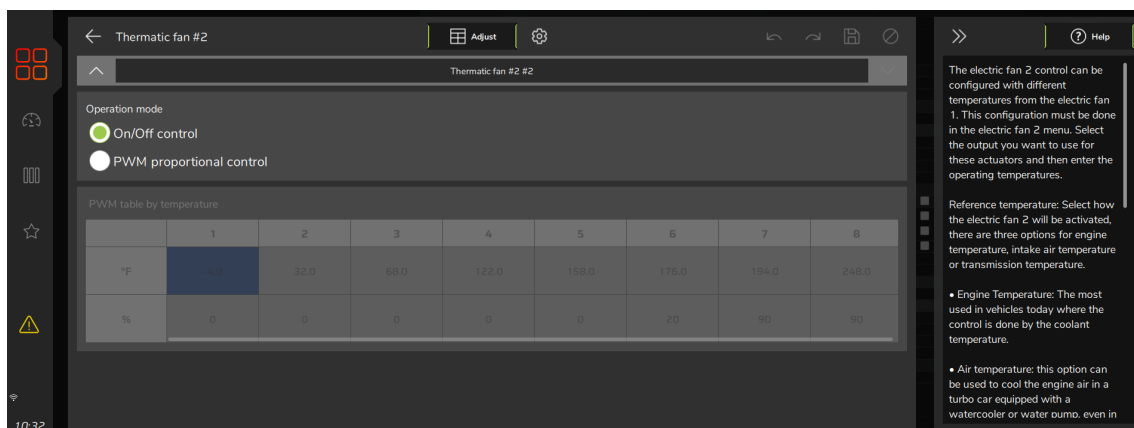 Thermatic fan #2
Adjust
Help
Thermatic fan #2 #2
Operation mode
On/Off control
PWM proportional control
PWM table by temperature
1 2 3 4 5 6 7 8
°F 32.0 68.0 122.0 158.0 176.0 194.0 248.0
% 0 0 0 0 0 20 90 90
10:32
The electric fan 2 control can be
configured with different
temperatures from the electric fan
1. This configuration must be done
in the electric fan 2 menu. Select
the output you want to use for
these actuators and then enter the
operating temperatures.
Reference temperature: Select how
the electric fan 2 will be activated,
there are three options for engine
temperature, intake air temperature
or transmission temperature.
• Engine Temperature: The most
used in vehicles today where the
control is done by the coolant
temperature.
• Air temperature: this option can
be used to cool the engine air in a
turbo car equipped with a
watercooler or water pump, even in